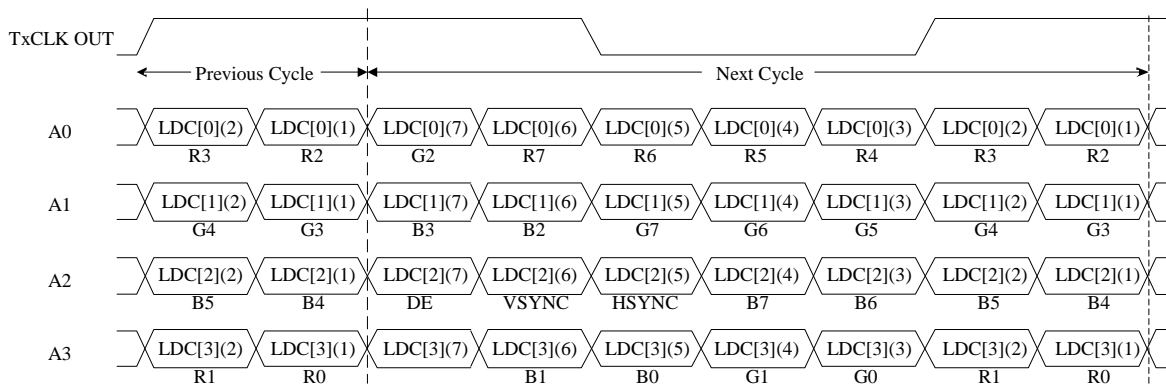 TxCLK OUT
Previous Cycle Next Cycle
A0 LDC[0](2) LDC[0](1) LDC[0](7) LDC[0](6) LDC[0](5) LDC[0](4) LDC[0](3) LDC[0](2) LDC[0](1)
R3 R2 G2 R7 R6 R5 R4 R3 R2
A1 LDC[1](2) LDC[1](1) LDC[1](7) LDC[1](6) LDC[1](5) LDC[1](4) LDC[1](3) LDC[1](2) LDC[1](1)
G4 G3 B3 B2 G7 G6 G5 G4 G3
A2 LDC[2](2) LDC[2](1) LDC[2](7) LDC[2](6) LDC[2](5) LDC[2](4) LDC[2](3) LDC[2](2) LDC[2](1)
B5 B4 DE VSYNC HSYNC B7 B6 B5 B4
A3 LDC[3](2) LDC[3](1) LDC[3](7) LDC[3](6) LDC[3](5) LDC[3](4) LDC[3](3) LDC[3](2) LDC[3](1)
R1 R0 B1 B0 G1 G0 R1 R0